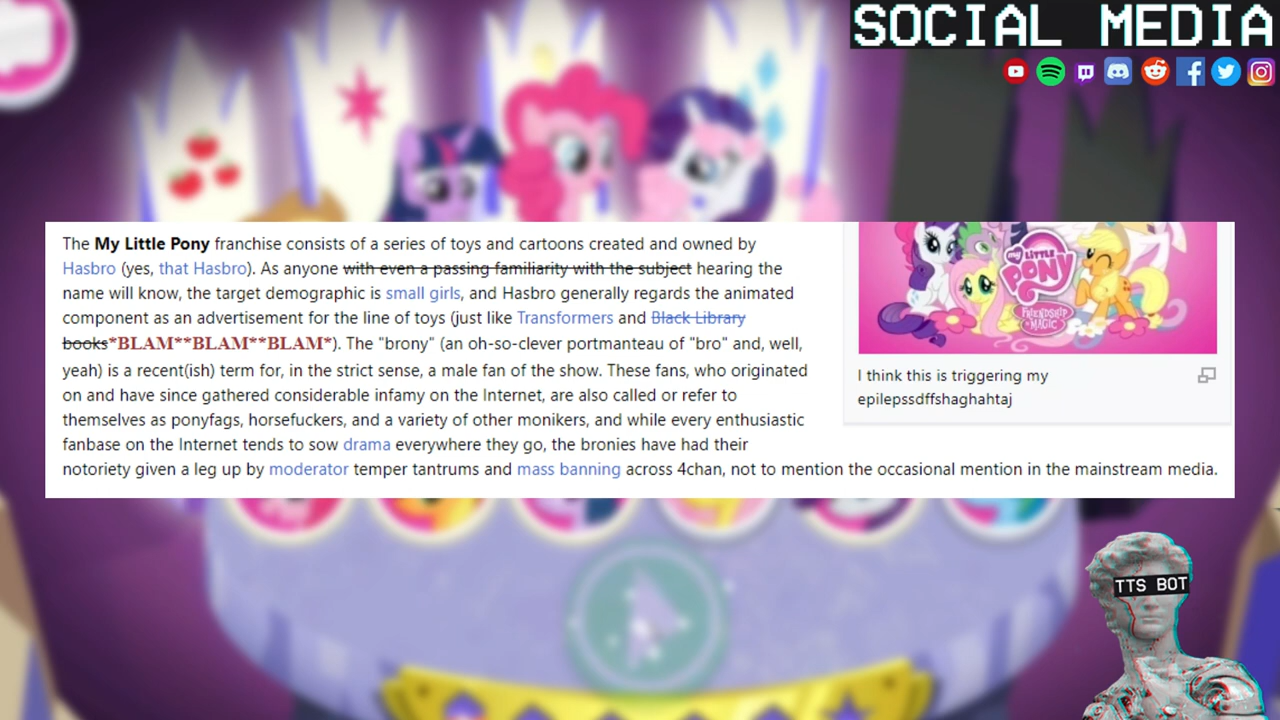 SOCIAL MEDIA
The My Little Pony franchise consists of a series of toys and cartoons created and owned by
Hasbro (yes, that Hasbro). As anyone with even a passing familiarity with the subject hearing the
name will know, the target demographic is small girls, and Hasbro generally regards the animated
component as an advertisement for the line of toys (just like Transformers and Black Library
books*BLAM**BLAM**BLAM*). The "brony" (an oh-so-clever portmanteau of "bro" and, well,
yeah) is a recent(ish) term for, in the strict sense, a male fan of the show. These fans, who originated
on and have since gathered considerable infamy on the Internet, are also called or refer to
themselves as ponyfags, horsefuckers, and a variety of other monikers, and while every enthusiastic
fanbase on the Internet tends to sow drama everywhere they go, the bronies have had their
notoriety given a leg up by moderator temper tantrums and mass banning across 4chan, not to mention the occasional mention in the mainstream media.
my LiTTLE
PONY
FRIENDSHIP
is MAGIC
I think this is triggering my
epilepssdffshaghahtaj
TTS BOT